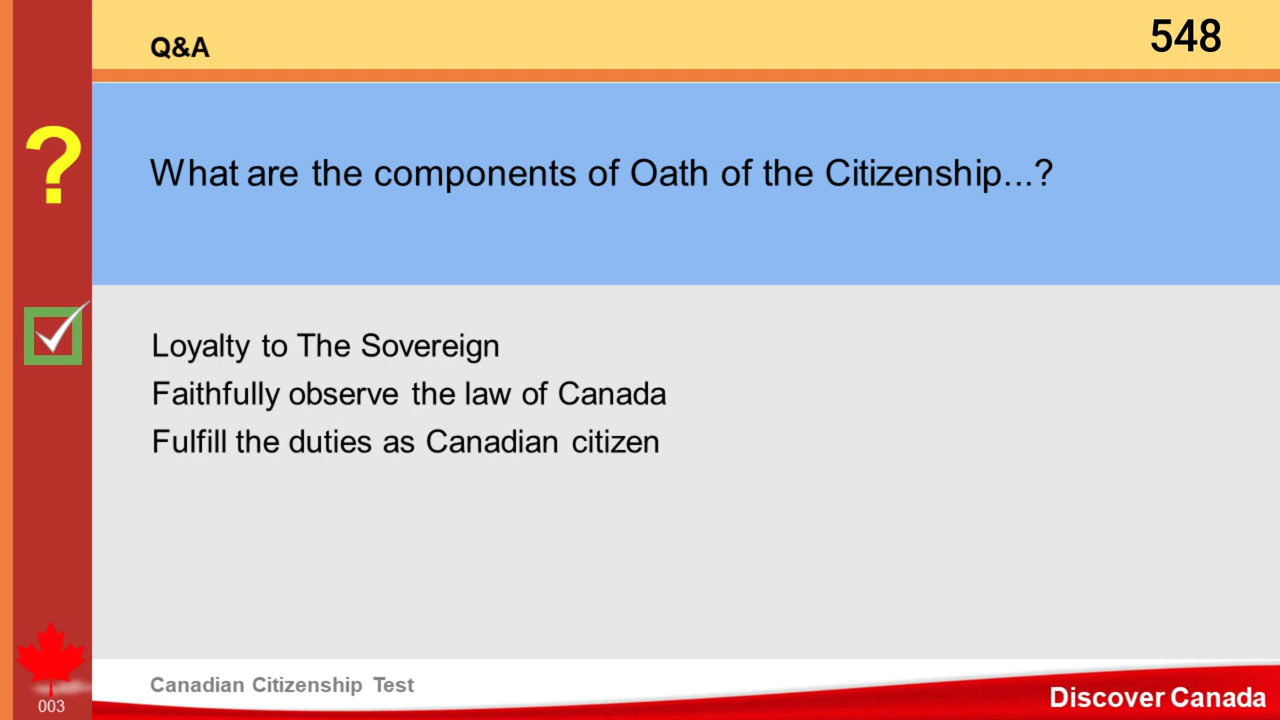 Q&A
548
?
What are the components of Oath of the Citizenship...?
Loyalty to The Sovereign
Faithfully observe the law of Canada
Fulfill the duties as Canadian citizen
Canadian Citizenship Test
Discover Canada
003